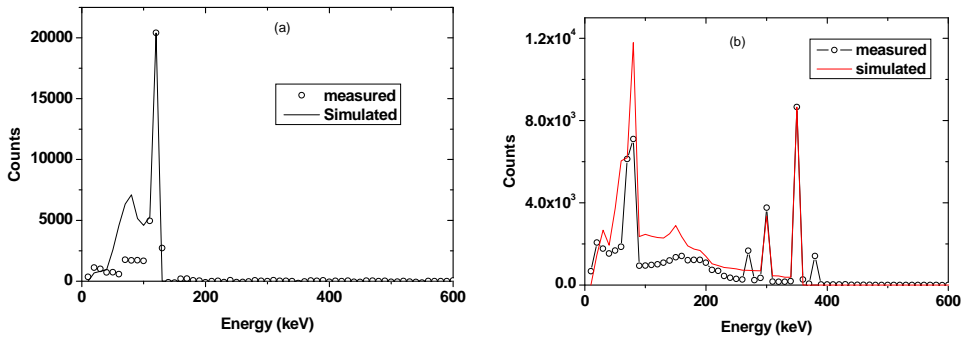 (a)
20000
15000
10000
5000
0
Counts
measured
Simulated
0
200
400
600
Energy (keV)
(b)
1.2x10⁴
8.0x10³
4.0x10³
0.0
Counts
measured
simulated
0
200
400
600
Energy (keV)